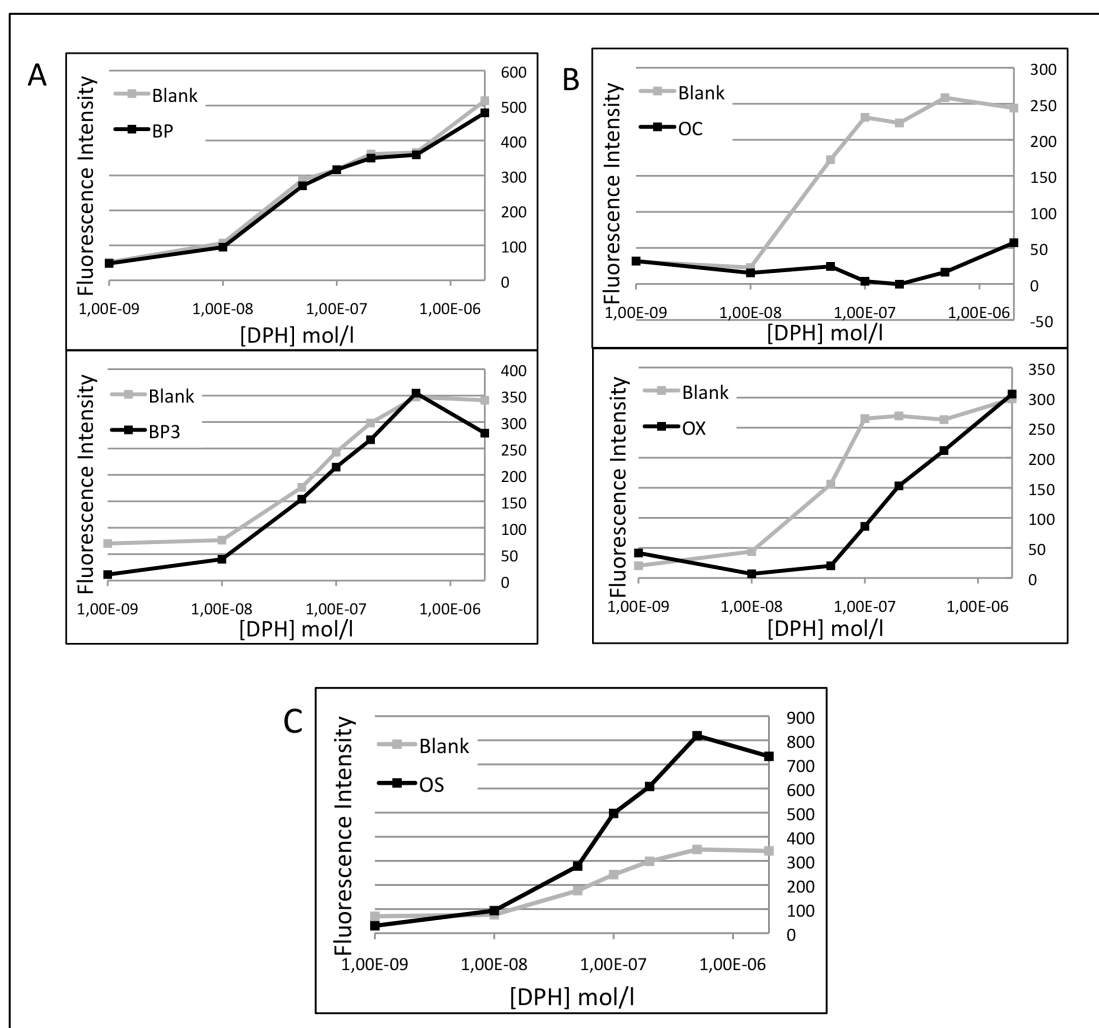 A
Fluorescence Intensity
Blank
BP
600
500
400
300
200
100
0
1,00E-09 1,00E-08 1,00E-07 1,00E-06
[DPH] mol/l
Fluorescence Intensity
Blank
BP3
400
350
300
250
200
150
100
50
0
1,00E-09 1,00E-08 1,00E-07 1,00E-06
[DPH] mol/l
B
Fluorescence Intensity
Blank
OC
300
250
200
150
100
50
0
-50
1,00E-09 1,00E-08 1,00E-07 1,00E-06
[DPH] mol/l
Fluorescence Intensity
Blank
OX
350
300
250
200
150
100
50
0
1,00E-09 1,00E-08 1,00E-07 1,00E-06
[DPH] mol/l
C
Fluorescence Intensity
Blank
OS
900
800
700
600
500
400
300
200
100
0
1,00E-09 1,00E-08 1,00E-07 1,00E-06
[DPH] mol/l